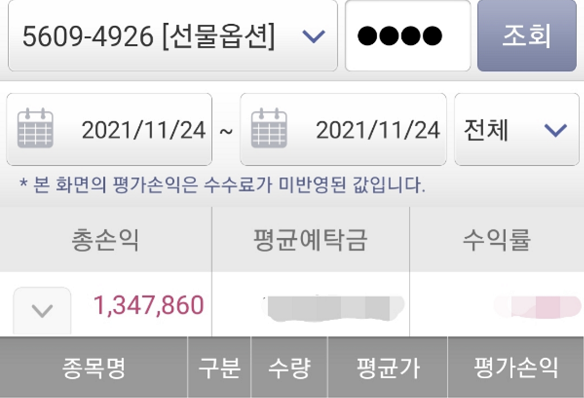 5609-4926 [선물옵션] ●●●● 조회
2021/11/24 ~ 2021/11/24 전체
* 본 화면의 평가손익은 수수료가 미반영된 값입니다.
총손익 평균예탁금 수익률
1,347,860
종목명 구분 수량 평균가 평가손익